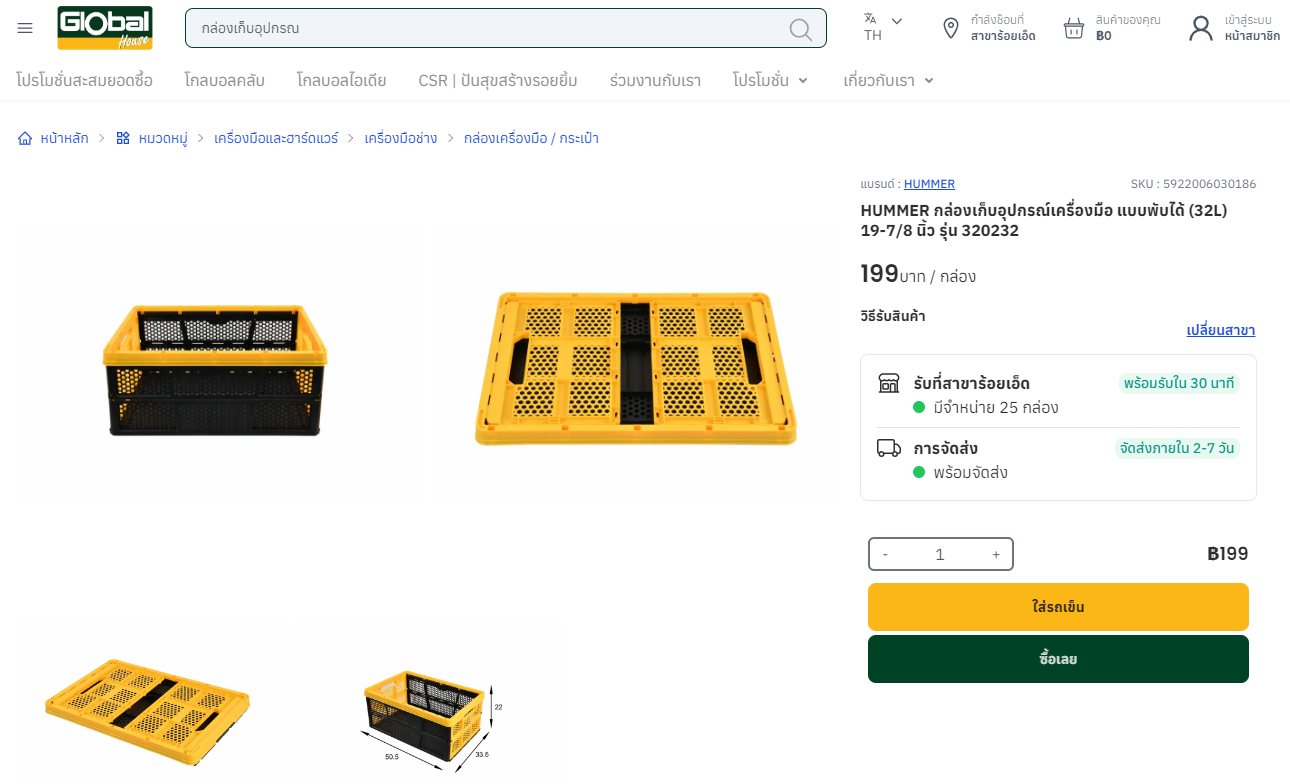 Global
House
กล่องเก็บอุปกรณ
TH
กำลังช้อปที่
สาขาร้อยเอ็ด
สินค้าของคุณ
฿0
เข้าสู่ระบบ
หน้าสมาชิก
โปรโมชั่นสะสมยอดซื้อ
โกลบอลคลับ
โกลบอลไอเดีย
CSR | ปันสุขสร้างรอยยิ้ม
ร่วมงานกับเรา
โปรโมชั่น
เกี่ยวกับเรา
หน้าหลัก > หมวดหมู่ > เครื่องมือและฮาร์ดแวร์ > เครื่องมือช่าง > กล่องเครื่องมือ / กระเป๋า
แบรนด์ : HUMMER
SKU : 5922006030186
HUMMER กล่องเก็บอุปกรณ์เครื่องมือ แบบพับได้ (32L)
19-7/8 นิ้ว รุ่น 320232
199บาท / กล่อง
วิธีรับสินค้า
เปลี่ยนสาขา
รับที่สาขาร้อยเอ็ด
พร้อมรับใน 30 นาที
มีจำหน่าย 25 กล่อง
การจัดส่ง
จัดส่งภายใน 2-7 วัน
พร้อมจัดส่ง
- 1 +
฿199
ใส่รถเข็น
ซื้อเลย
22
50.5
33.5